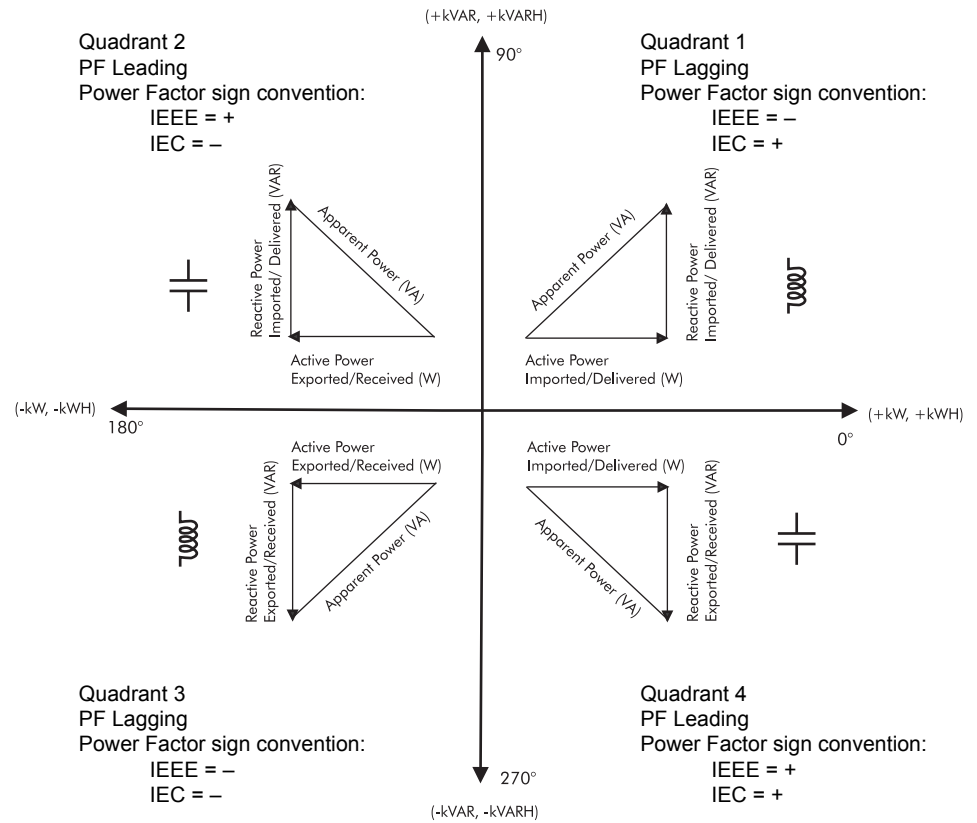 (+kVAR, +kVARH)
90°
Quadrant 2
PF Leading
Power Factor sign convention:
IEEE = +
IEC = –
Quadrant 1
PF Lagging
Power Factor sign convention:
IEEE = –
IEC = +
Reactive Power
Imported/ Delivered (VAR)
Apparent Power (VA)
Active Power
Exported/Received (W)
Apparent Power (VA)
Reactive Power
Imported/ Delivered (VAR)
Active Power
Imported/Delivered (W)
(-kW, -kWH)
180°
(+kW, +kWH)
0°
Active Power
Exported/Received (W)
Reactive Power
Exported/Received (VAR)
Apparent Power (VA)
Active Power
Imported/Delivered (W)
Apparent Power (VA)
Reactive Power
Exported/Received (VAR)
Quadrant 3
PF Lagging
Power Factor sign convention:
IEEE = –
IEC = –
Quadrant 4
PF Leading
Power Factor sign convention:
IEEE = +
IEC = +
270°
(-kVAR, -kVARH)